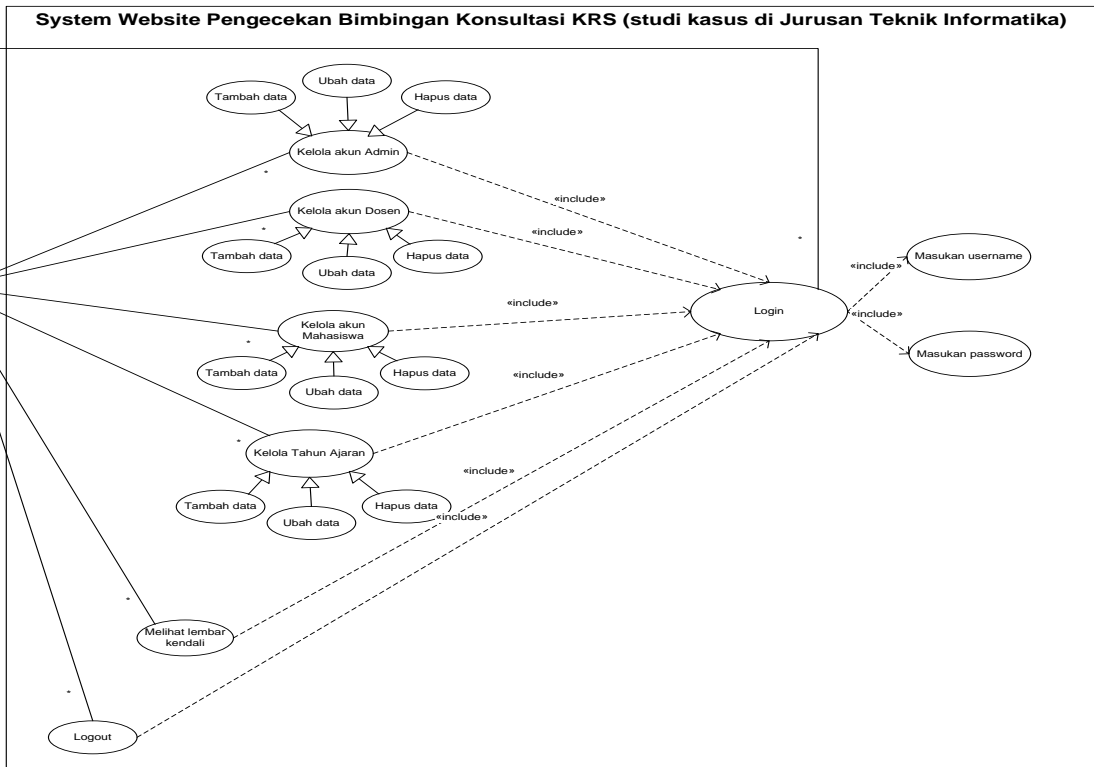 System Website Pengecekan Bimbingan Konsultasi KRS (studi kasus di Jurusan Teknik Informatika)
Ubah data
Tambah data
Hapus data
Kelola akun Admin
*
«include»
Kelola akun Dosen
*
«include»
*
Tambah data
Ubah data
Hapus data
Masukan username
«include»
«include»
Login
«include»
Kelola akun
Mahasiswa
*
Tambah data
Ubah data
Hapus data
Masukan password
«include»
*
Kelola Tahun Ajaran
«include»
Tambah data
Ubah data
Hapus data
«include»
*
Melihat lembar
kendali
*
Logout